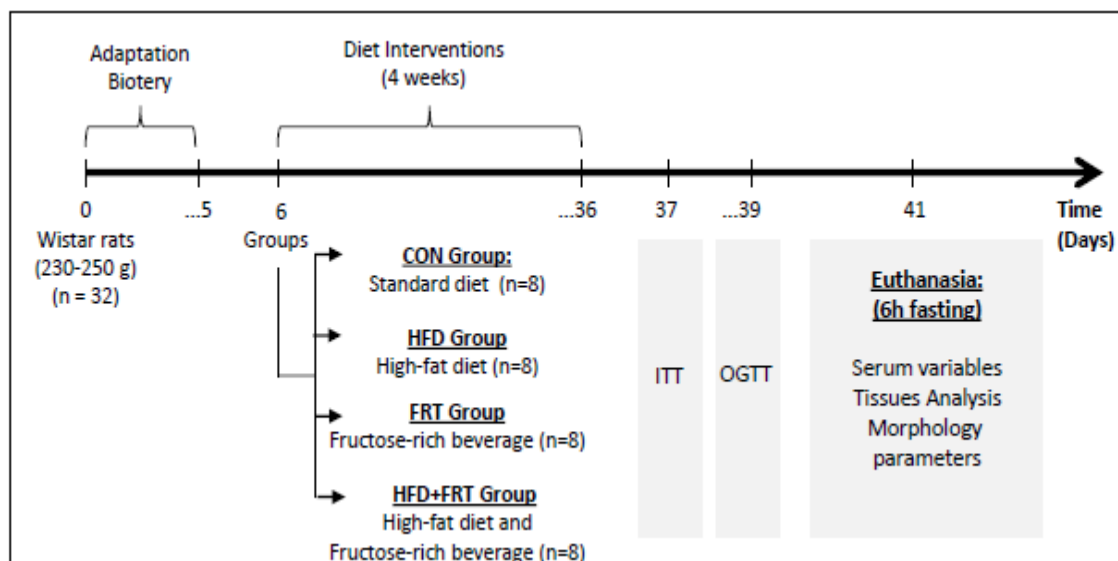 Adaptation
Biotery
Diet Interventions
(4 weeks)
0
...5
6
...36
37
...39
41
Time
(Days)
Wistar rats
(230-250 g)
(n = 32)
Groups
CON Group:
Standard diet (n=8)
HFD Group
High-fat diet (n=8)
FRT Group
Fructose-rich beverage (n=8)
HFD+FRT Group
High-fat diet and
Fructose-rich beverage (n=8)
ITT
OGTT
Euthanasia:
(6h fasting)
Serum variables
Tissues Analysis
Morphology
parameters